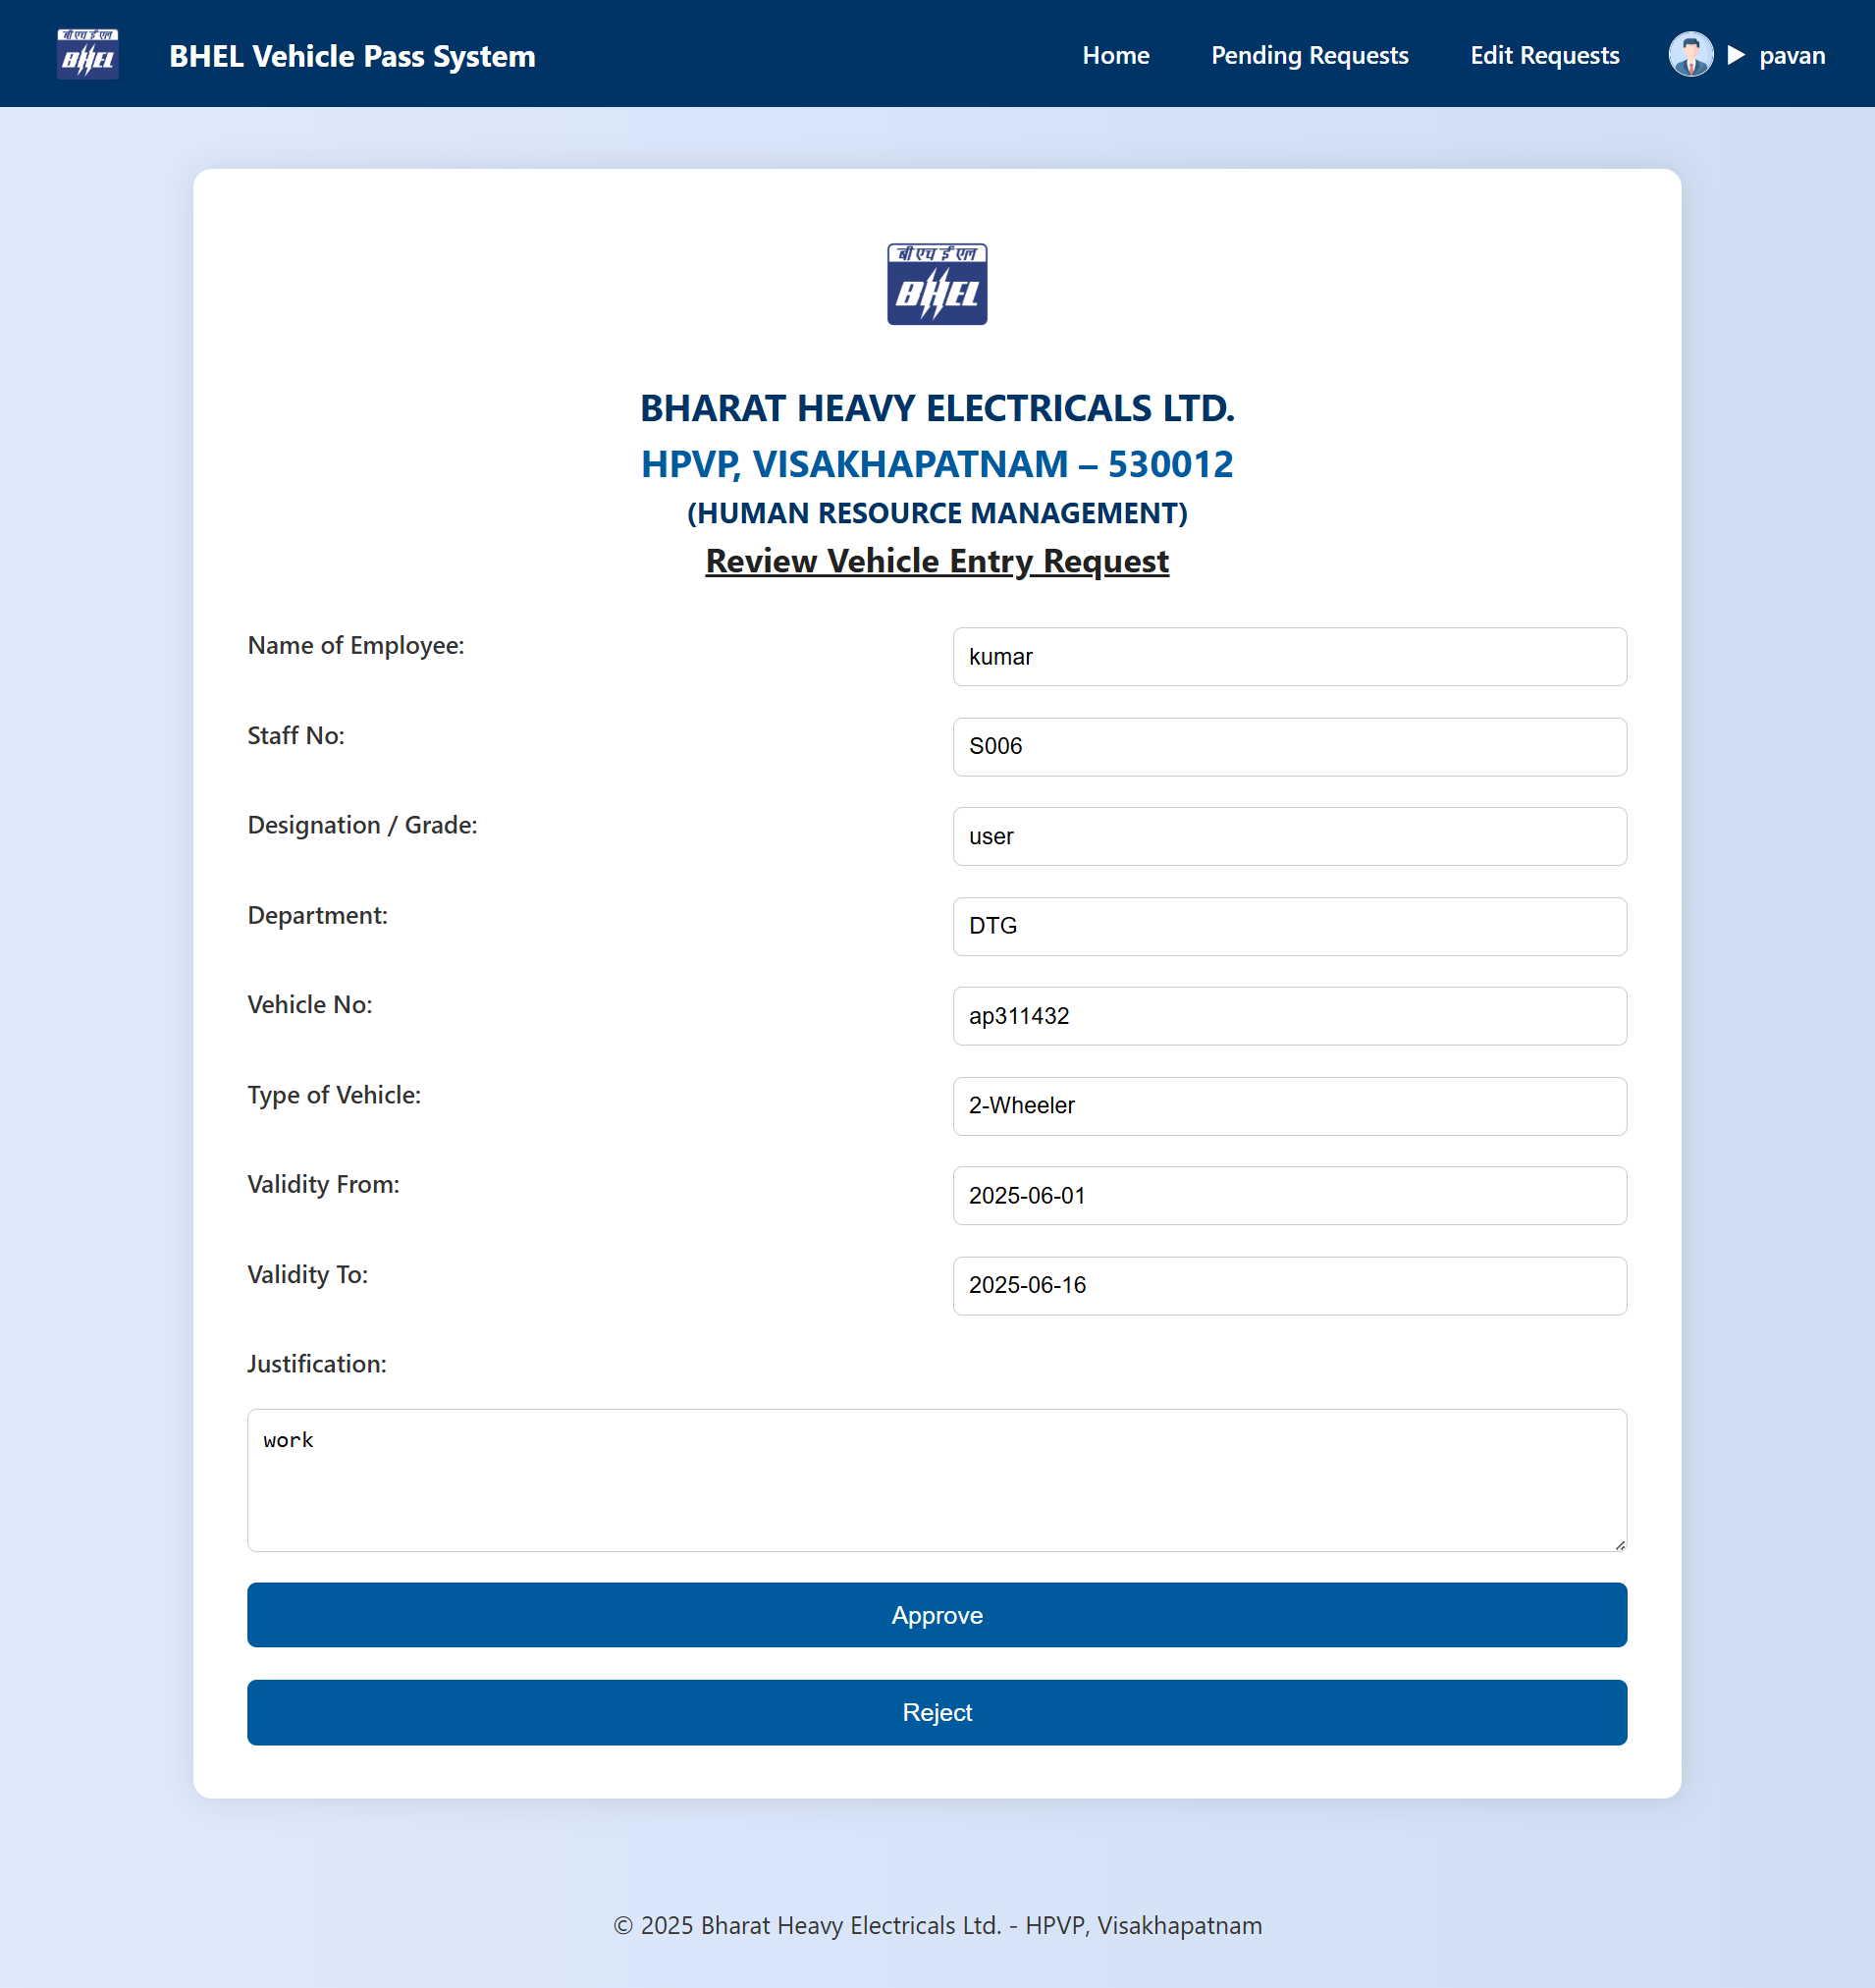 बी एच ई एल
BHEL
BHEL Vehicle Pass System
Home
Pending Requests
Edit Requests
pavan
बी एच ई एल
BHEL
BHARAT HEAVY ELECTRICALS LTD.
HPVP, VISAKHAPATNAM – 530012
(HUMAN RESOURCE MANAGEMENT)
Review Vehicle Entry Request
Name of Employee: kumar
Staff No: S006
Designation / Grade: user
Department: DTG
Vehicle No: ap311432
Type of Vehicle: 2-Wheeler
Validity From: 2025-06-01
Validity To: 2025-06-16
Justification:
work
Approve
Reject
© 2025 Bharat Heavy Electricals Ltd. - HPVP, Visakhapatnam